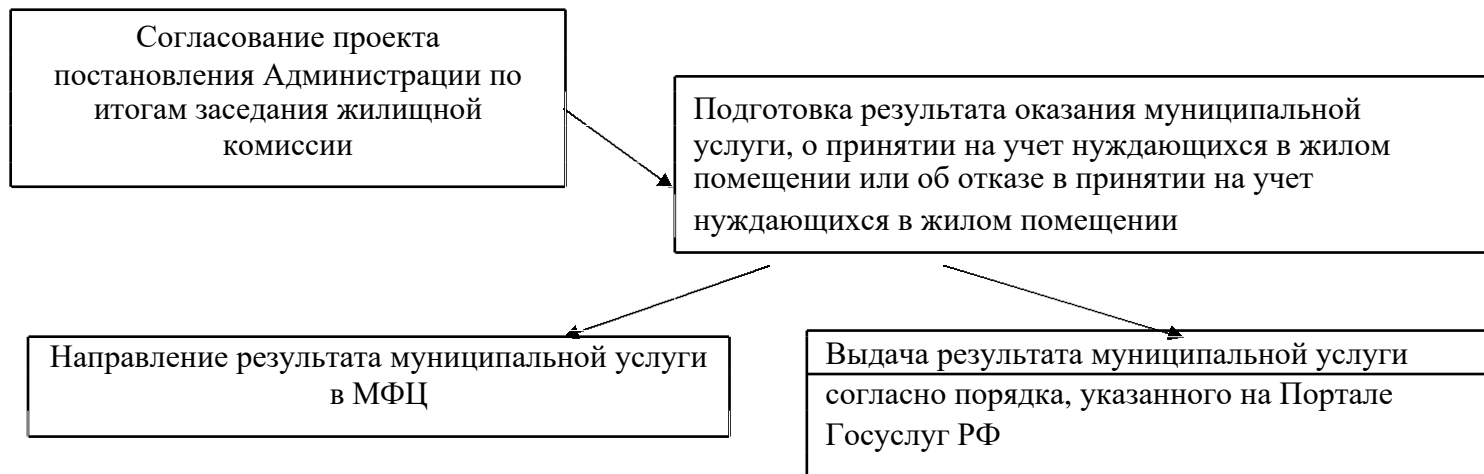 Согласование проекта
постановления Администрации по
итогам заседания жилищной
комиссии
Подготовка результата оказания муниципальной
услуги, о принятии на учет нуждающихся в жилом
помещении или об отказе в принятии на учет
нуждающихся в жилом помещении
Направление результата муниципальной услуги
в МФЦ
Выдача результата муниципальной услуги
согласно порядка, указанного на Портале
Госуслуг РФ